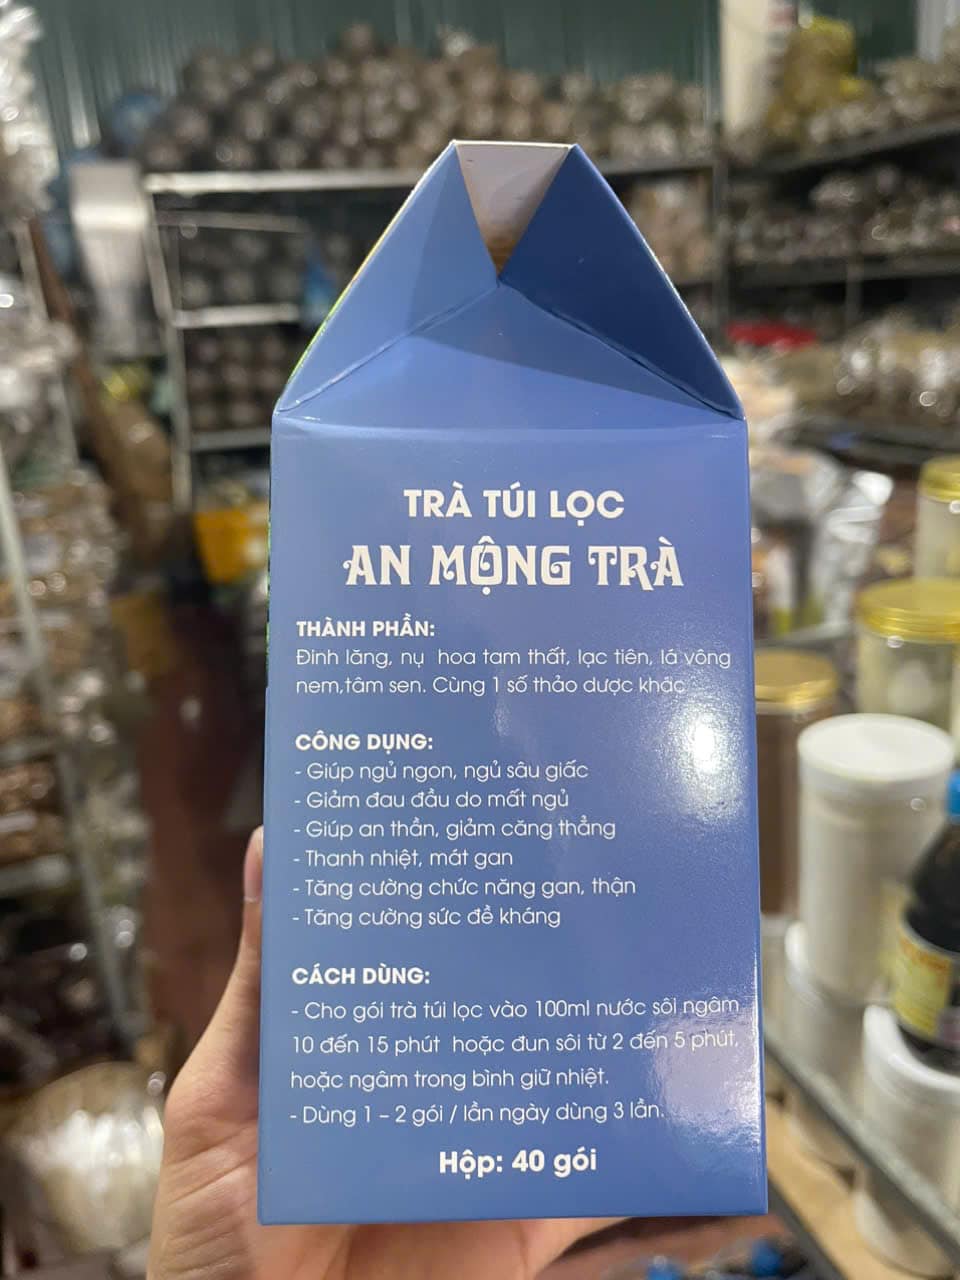 TRÀ TÚI LỌC
AN MỘNG TRÀ
THÀNH PHẦN:
Đinh lăng, nụ hoa tam thất, lạc tiên, lá vông
nem,tâm sen. Cùng 1 số thảo dược khác
CÔNG DỤNG:
- Giúp ngủ ngon, ngủ sâu giấc
- Giảm đau đầu do mất ngủ
- Giúp an thần, giảm căng thẳng
- Thanh nhiệt, mát gan
- Tăng cường chức năng gan, thận
- Tăng cường sức đề kháng
CÁCH DÙNG:
- Cho gói trà túi lọc vào 100ml nước sôi ngâm
10 đến 15 phút hoặc đun sôi từ 2 đến 5 phút,
hoặc ngâm trong bình giữ nhiệt.
- Dùng 1 – 2 gói / lần ngày dùng 3 lần.
Hộp: 40 gói